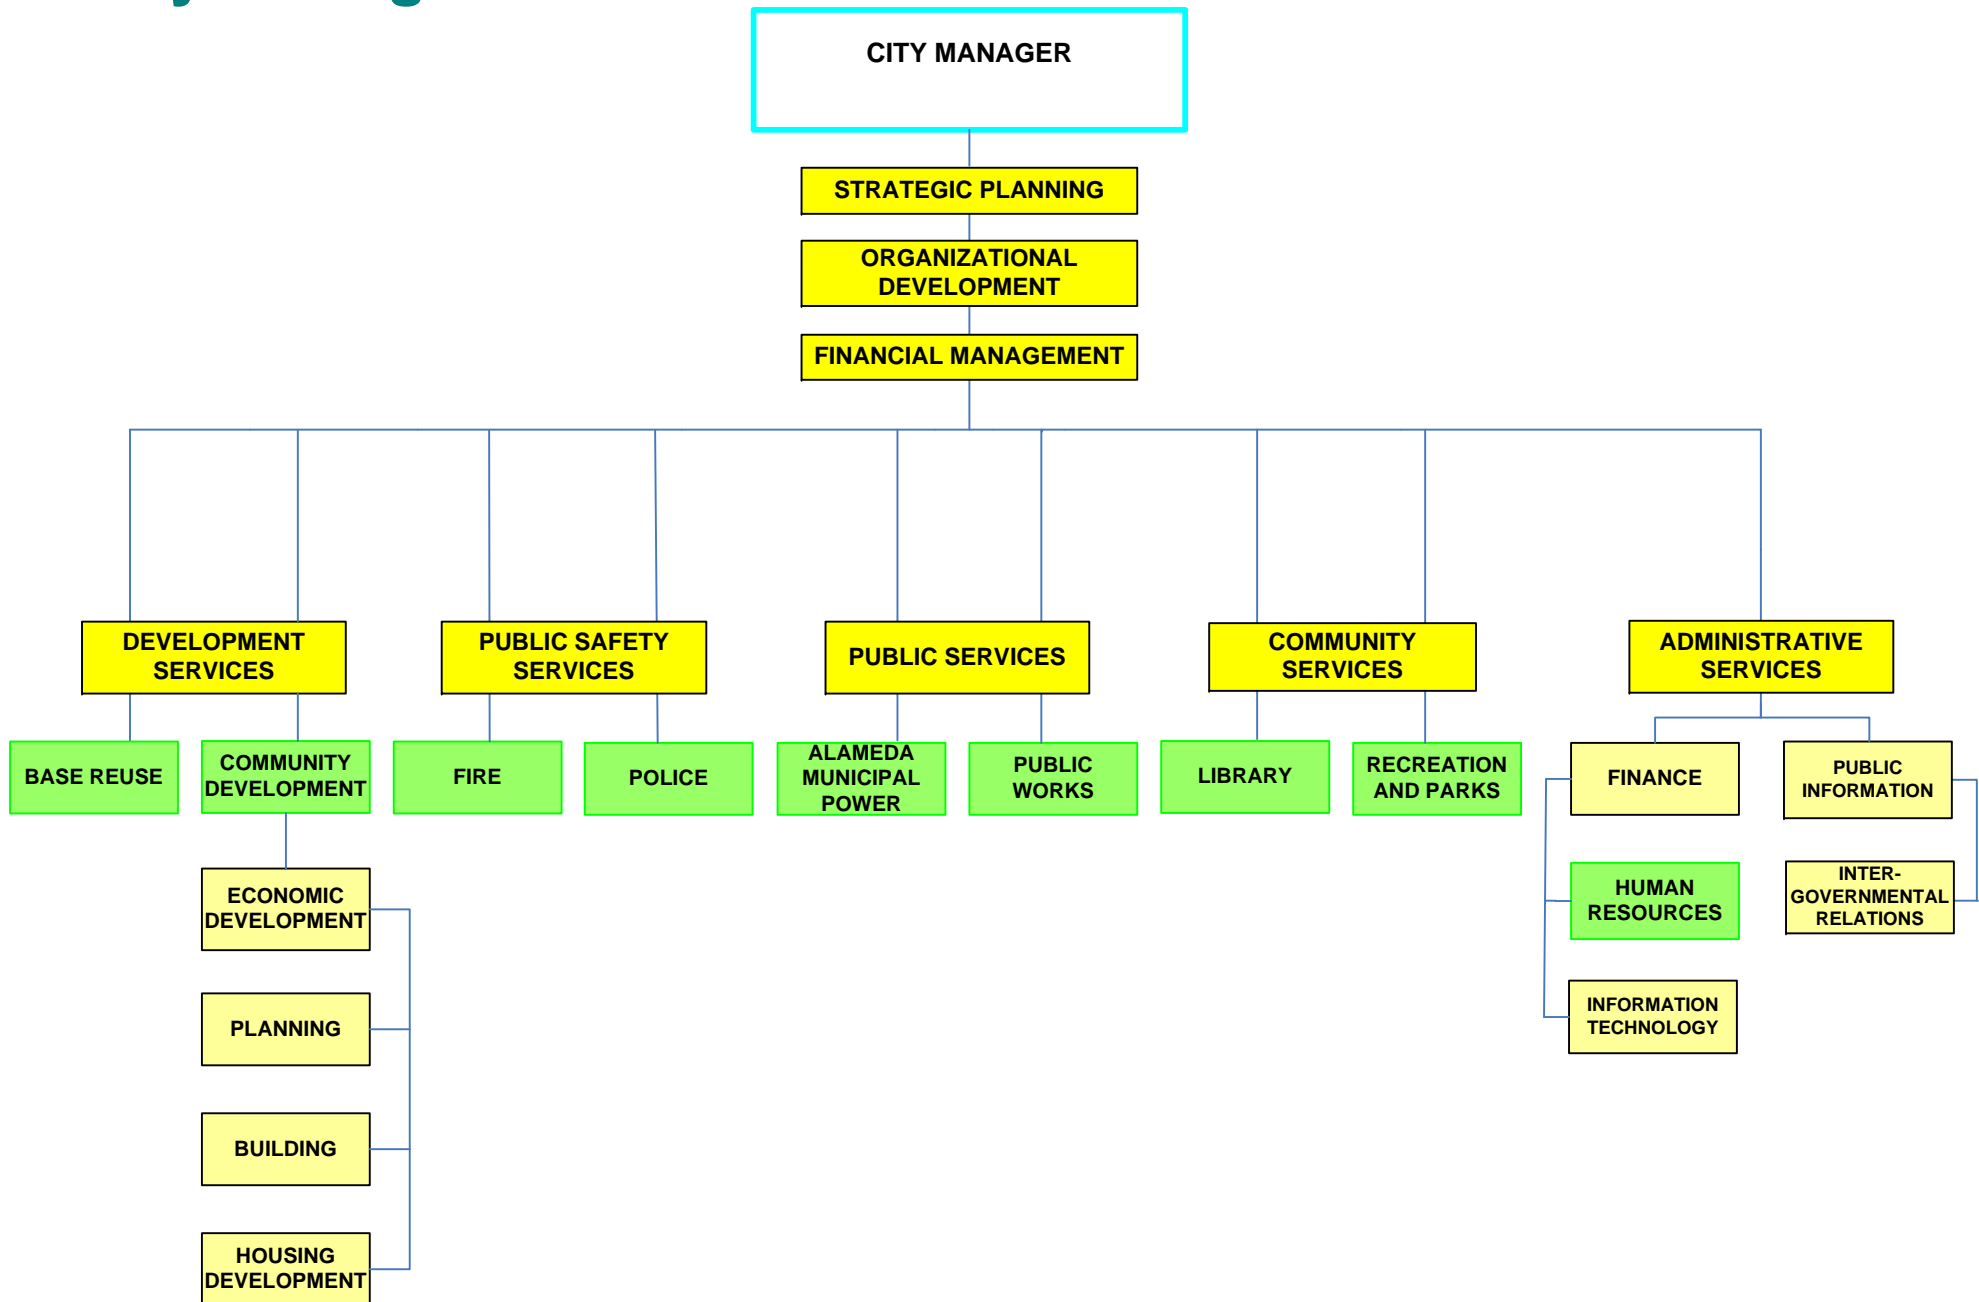 CITY MANAGER
STRATEGIC PLANNING
ORGANIZATIONAL
DEVELOPMENT
FINANCIAL MANAGEMENT
DEVELOPMENT
SERVICES
PUBLIC SAFETY
SERVICES
PUBLIC SERVICES
COMMUNITY
SERVICES
ADMINISTRATIVE
SERVICES
BASE REUSE
COMMUNITY
DEVELOPMENT
FIRE
POLICE
ALAMEDA
MUNICIPAL
POWER
PUBLIC
WORKS
LIBRARY
RECREATION
AND PARKS
FINANCE
PUBLIC
INFORMATION
ECONOMIC
DEVELOPMENT
HUMAN
RESOURCES
INTER-
GOVERNMENTAL
RELATIONS
PLANNING
INFORMATION
TECHNOLOGY
BUILDING
HOUSING
DEVELOPMENT